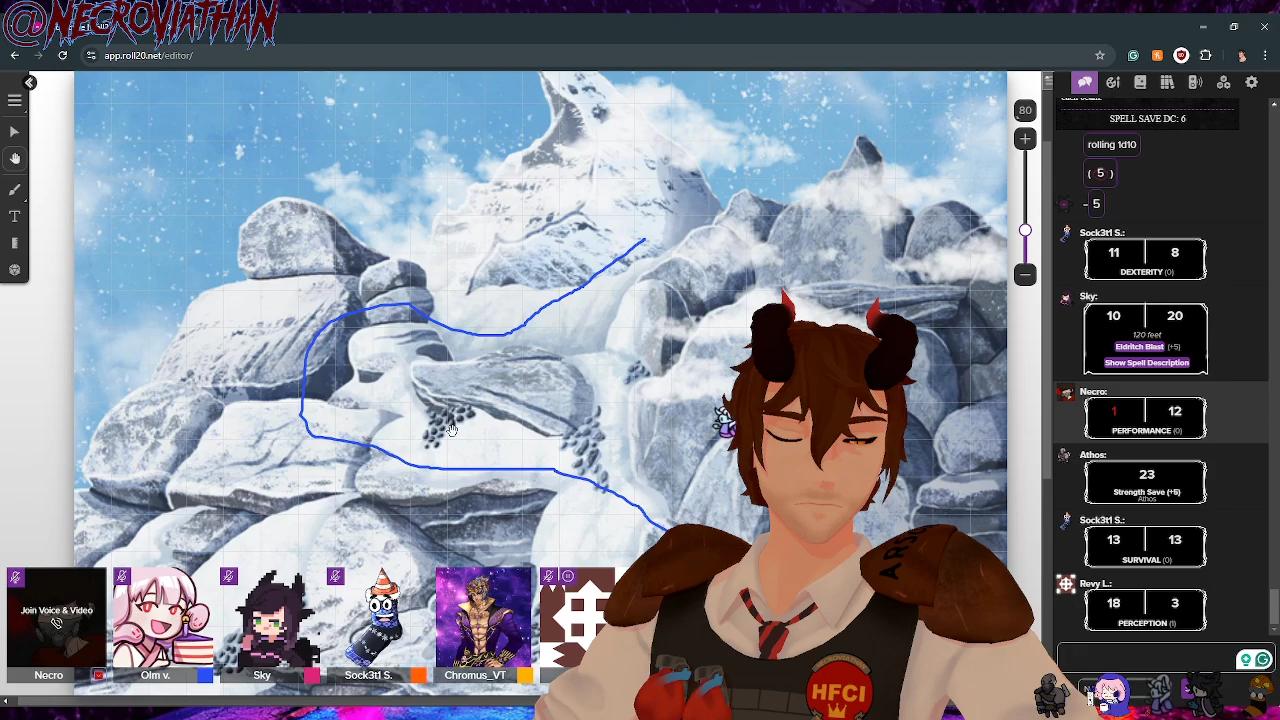 @NECROVIATHAN
app.roll20.net/editor/
80
SPELL SAVE DC: 6
rolling 1d10
( 5 )
5
Sock3t1 S.:
11 8
DEXTERITY (0)
Sky:
10 20
120 feet
Eldritch Blast (+5)
Show Spell Description
Necro:
1 12
PERFORMANCE (0)
Athos:
23
Strength Save (+5)
Athos
Sock3t1 S.:
13 13
SURVIVAL (0)
Revy L.:
18 3
PERCEPTION (1)
Join Voice & Video
Necro
Olm v.
Sky
Sock3t1 S.
Chromus_VT
HFCI